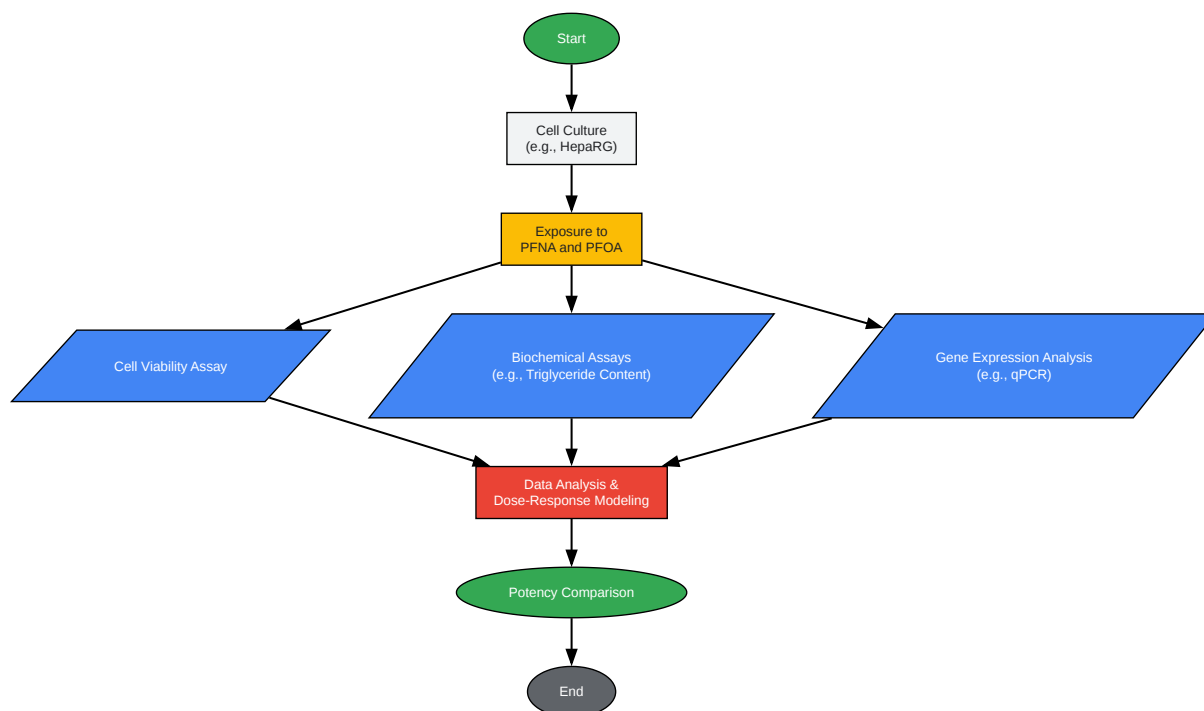 Start
Cell Culture
(e.g., HepaRG)
Exposure to
PFNA and PFOA
Cell Viability Assay
Biochemical Assays
(e.g., Triglyceride Content)
Gene Expression Analysis
(e.g., qPCR)
Data Analysis &
Dose-Response Modeling
Potency Comparison
End